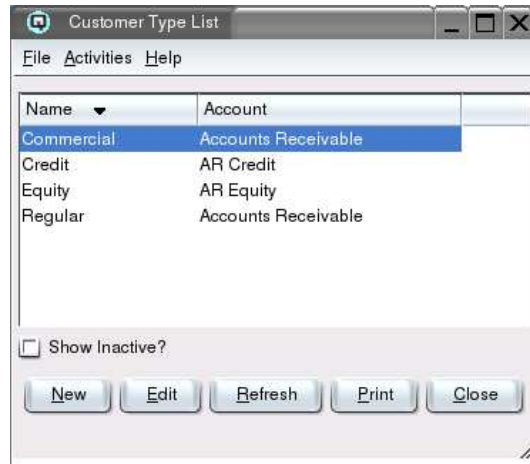 Customer Type List
File Activities Help
Name Account
Commercial Accounts Receivable
Credit AR Credit
Equity AR Equity
Regular Accounts Receivable
Show Inactive?
New Edit Refresh Print Close